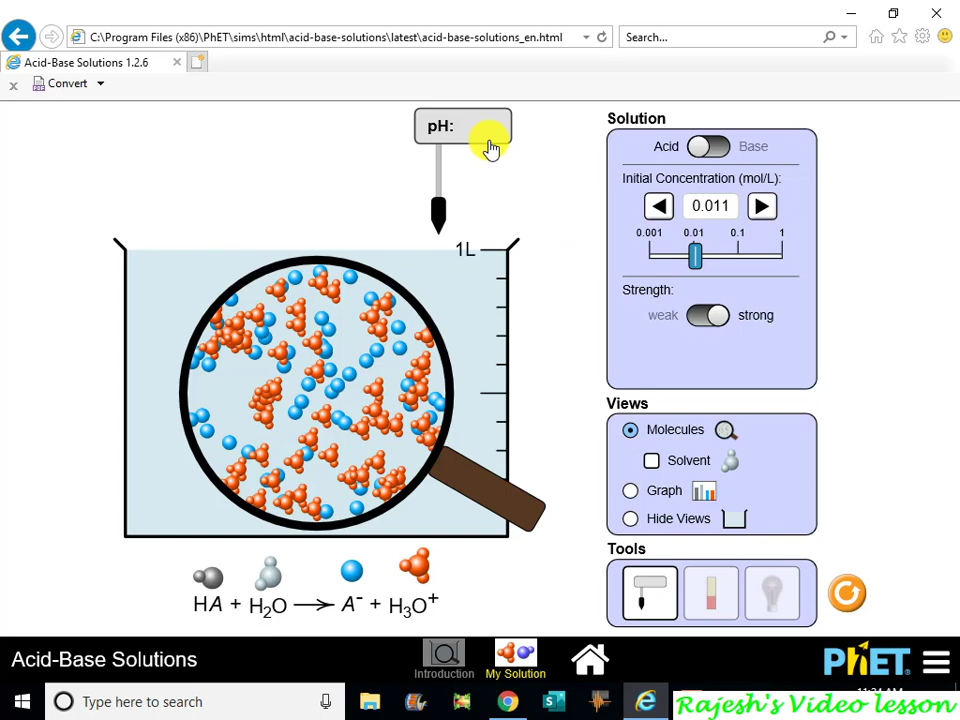 C:\Program Files (x86)\PhET\sims\html\acid-base-solutions\latest\acid-base-solutions_en.html
Search...
Acid-Base Solutions 1.2.6
Convert
pH:
Solution
Acid Base
Initial Concentration (mol/L):
0.011
0.001 0.01 0.1 1
1L
Strength:
weak strong
Views
Molecules
Solvent
Graph
Hide Views
Tools
HA + H₂O → A⁻ + H₃O⁺
Acid-Base Solutions
Introduction
My Solution
PhET
Type here to search
Rajesh's Video lesson